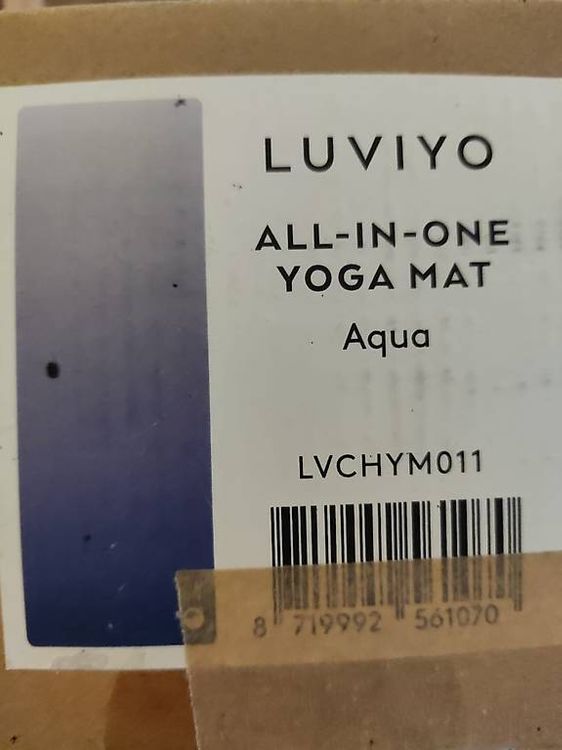 LUVIYO
ALL-IN-ONE
YOGA MAT
Aqua
LVCHYM011
8 719992 561070